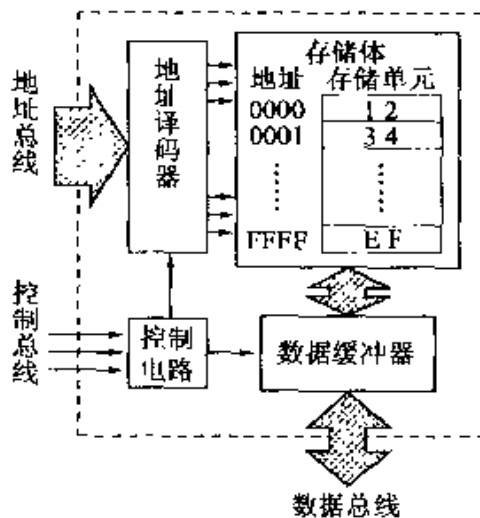 地址总线
地址译码器
存储体
地址 存储单元
0000 12
0001 34
FFFF EF
控制总线
控制
电路
数据缓冲器
数据总线